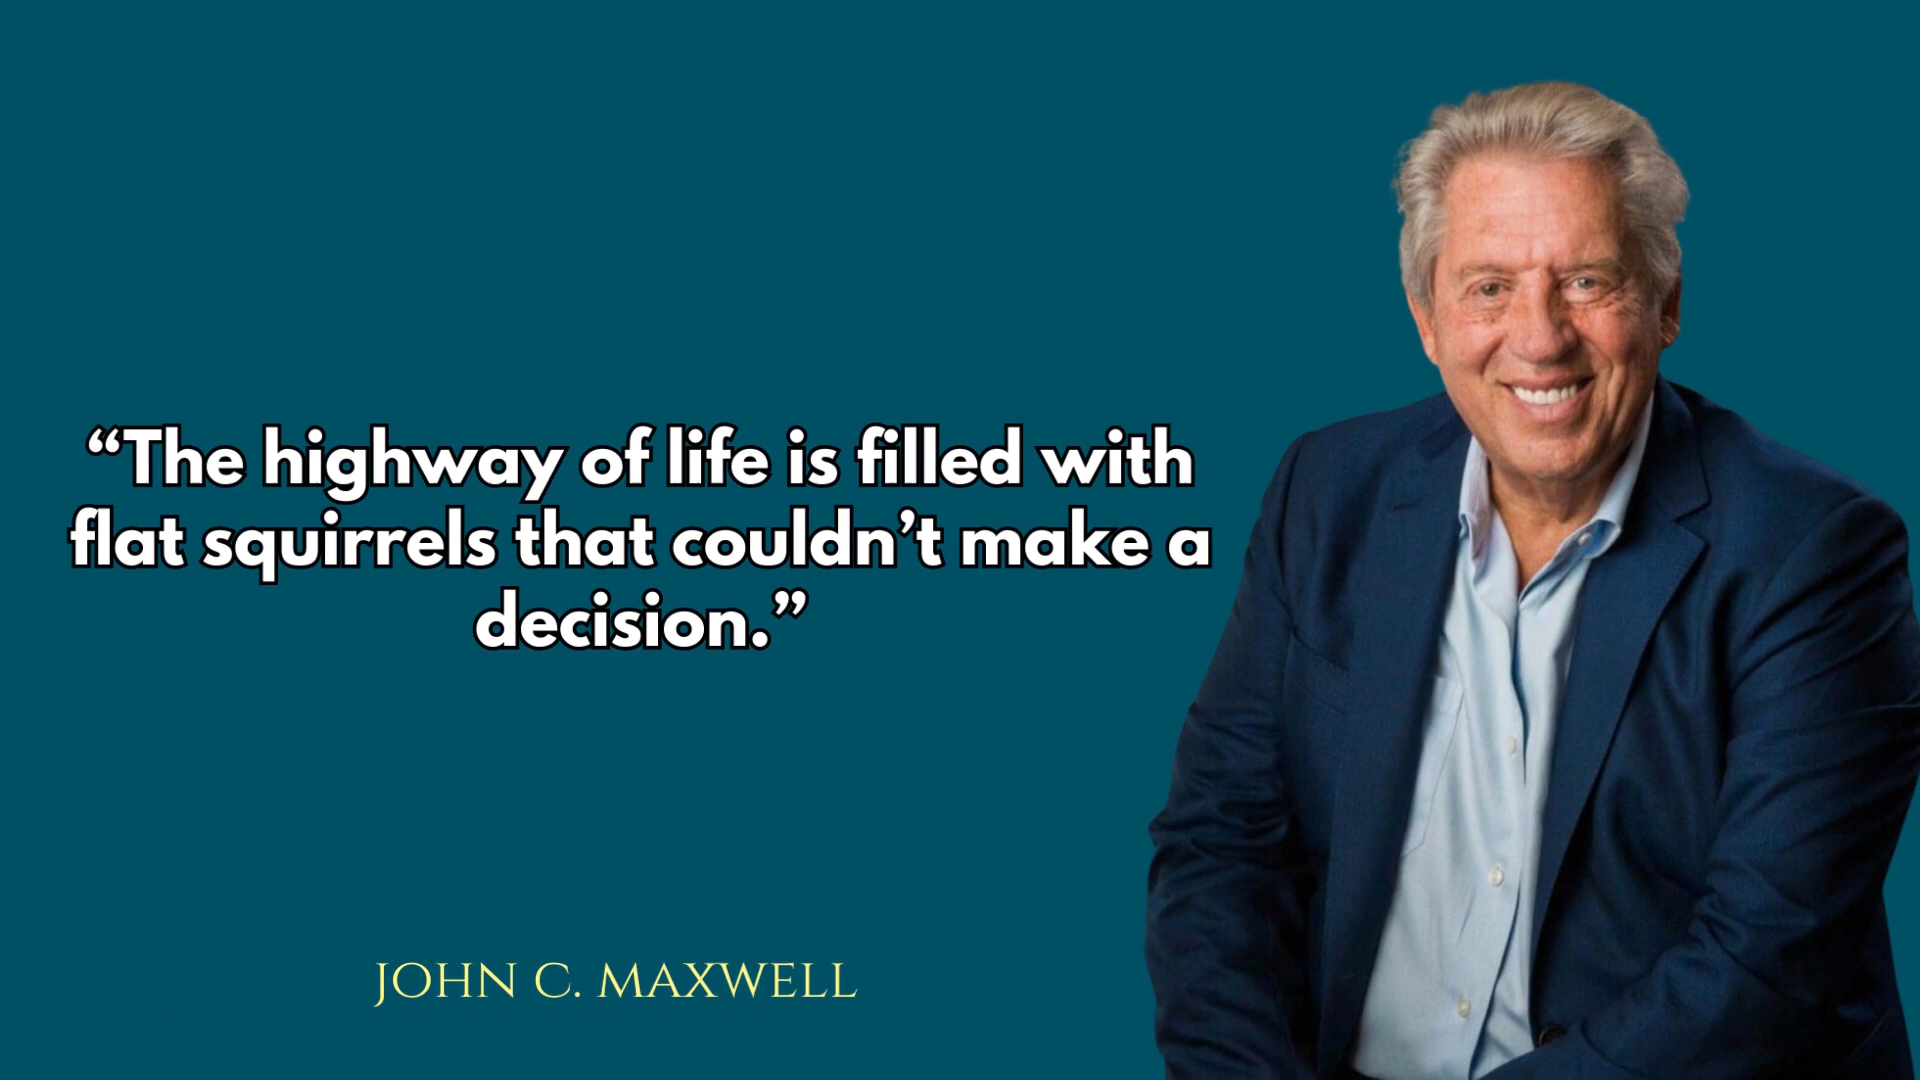 “The highway of life is filled with
flat squirrels that couldn’t make a
decision.”
JOHN C. MAXWELL